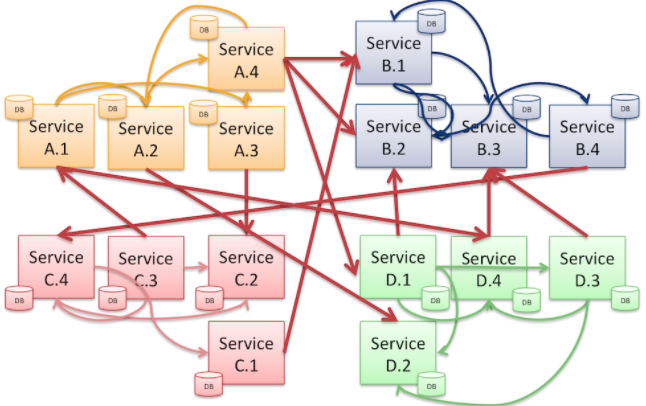 DB
Service
A.4
DB
Service
B.1
DB
Service
A.1
DB
Service
A.2
DB
Service
A.3
DB
Service
B.2
DB
Service
B.3
DB
Service
B.4
Service
C.4
DB
Service
C.3
DB
Service
C.2
DB
Service
D.1
DB
Service
D.4
DB
Service
D.3
DB
Service
C.1
DB
Service
D.2
DB